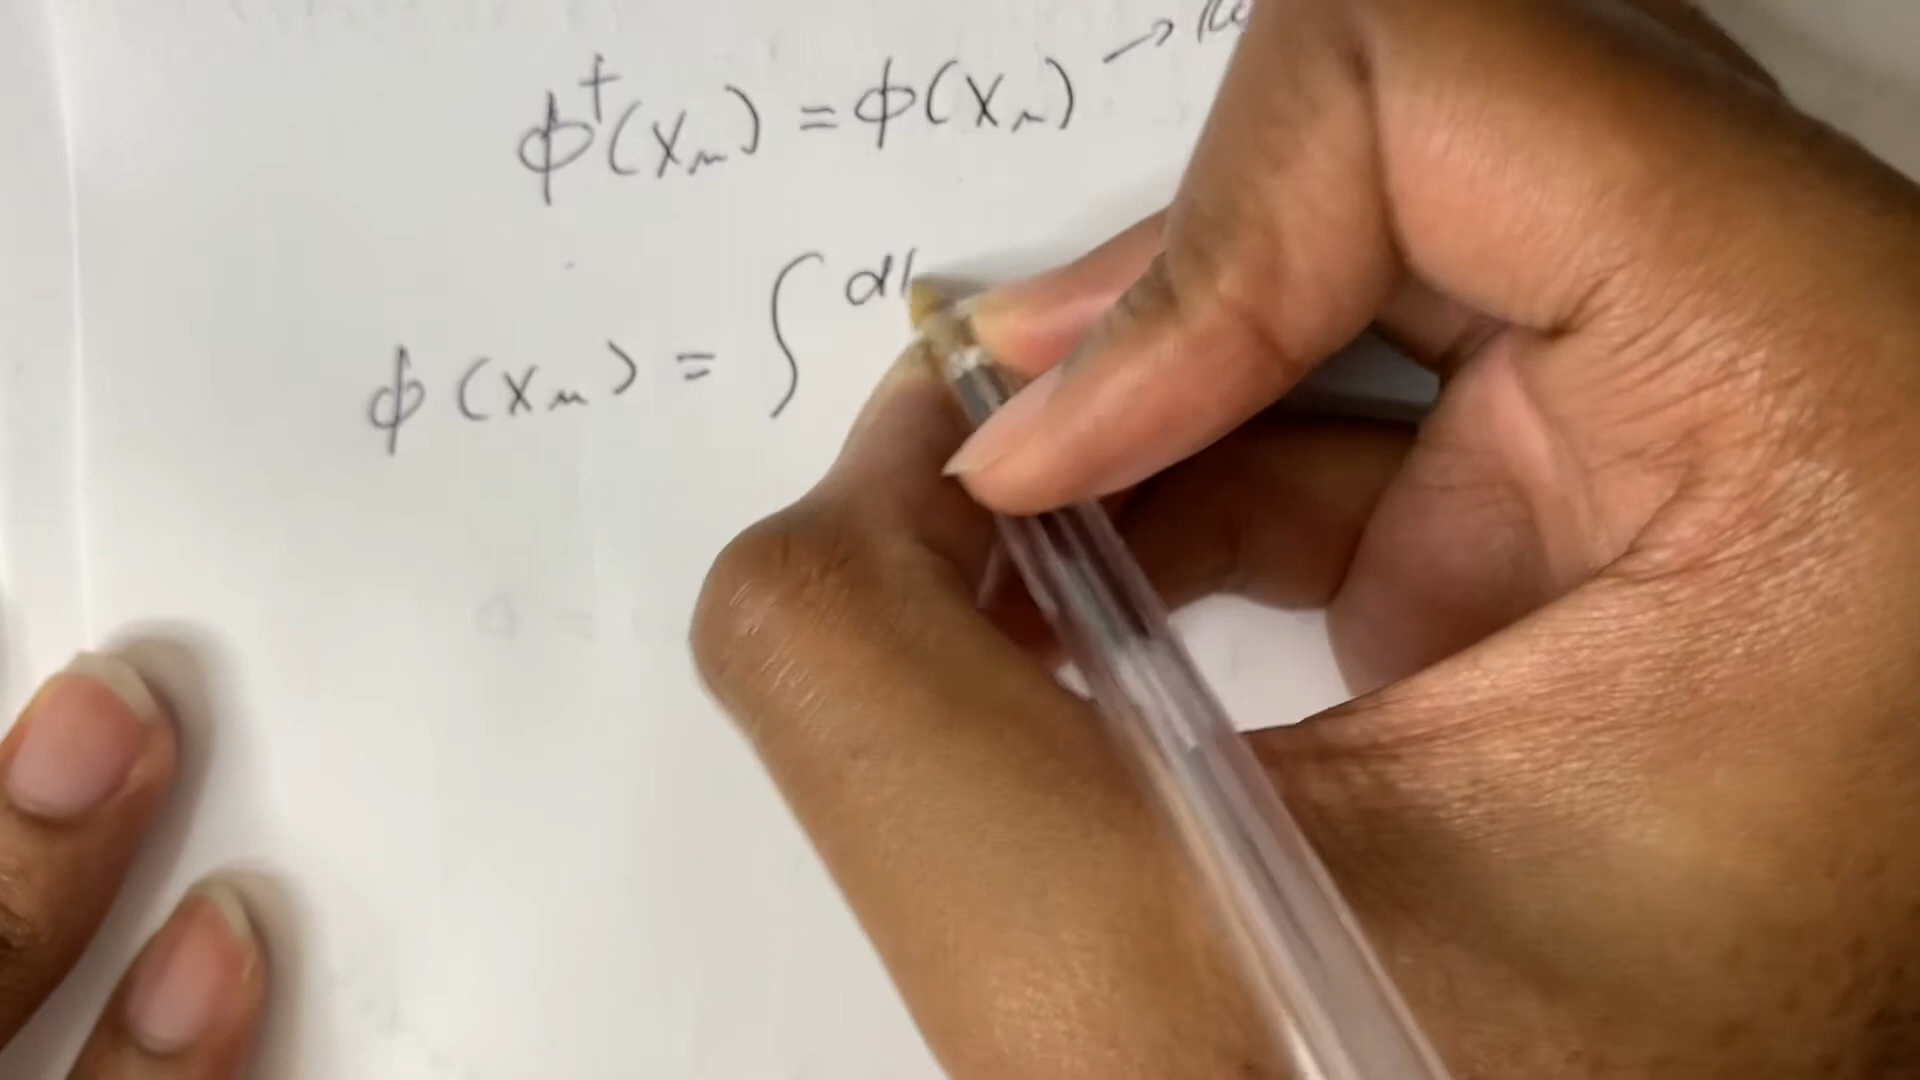 ϕ†(xμ) = ϕ(xμ) →
ϕ(xμ) = ∫ d